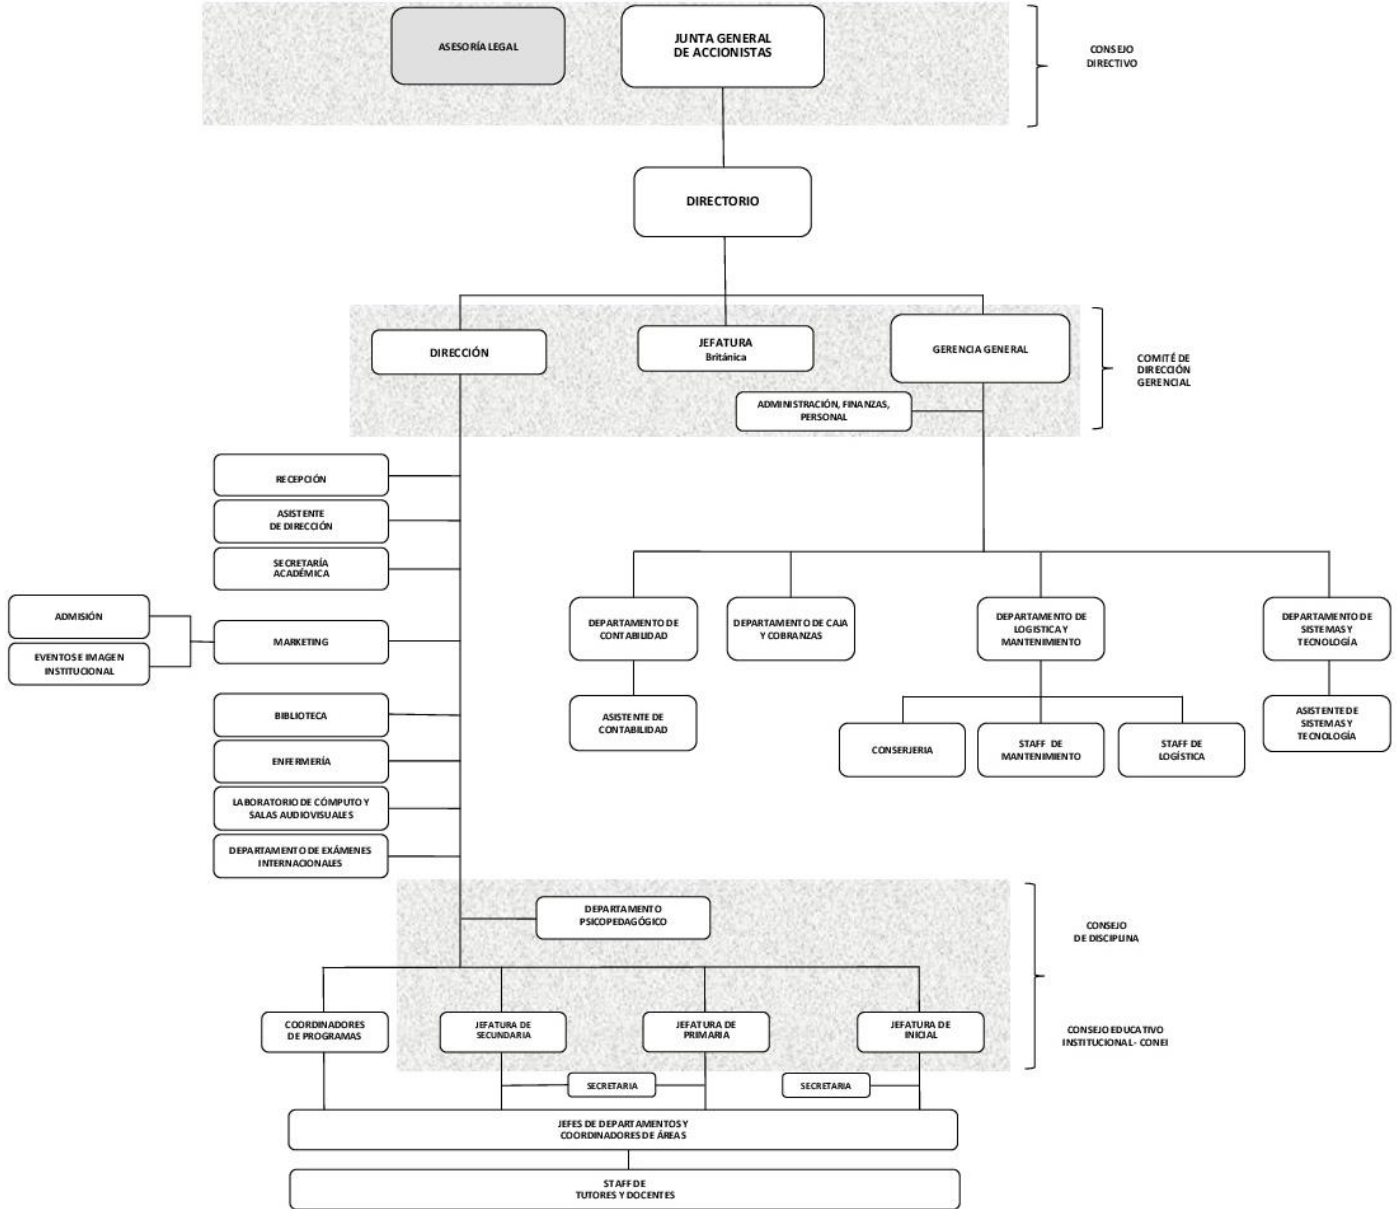 ASESORÍA LEGAL
JUNTA GENERAL
DE ACCIONISTAS
CONSEJO
DIRECTIVO
DIRECTORIO
DIRECCIÓN
JEFATURA
Británica
GERENCIA GENERAL
COMITÉ DE
DIRECCIÓN
GERENCIAL
ADMINISTRACIÓN, FINANZAS,
PERSONAL
RECEPCIÓN
ASISTENTE
DE DIRECCIÓN
SECRETARÍA
ACADÉMICA
ADMISIÓN
EVENTOS E IMAGEN
INSTITUCIONAL
MARKETING
DEPARTAMENTO DE
CONTABILIDAD
DEPARTAMENTO DE CAJA
Y COBRANZAS
DEPARTAMENTO DE
LOGISTICA Y
MANTENIMIENTO
DEPARTAMENTO DE
SISTEMAS Y
TECNOLOGÍA
BIBLIOTECA
ASISTENTE DE
CONTABILIDAD
CONSERJERIA
STAFF DE
MANTENIMIENTO
STAFF DE
LOGÍSTICA
ASISTENTE DE
SISTEMAS Y
TECNOLOGÍA
ENFERMERÍA
LABORATORIO DE CÓMPUTO Y
SALAS AUDIOVISUALES
DEPARTAMENTO DE EXÁMENES
INTERNACIONALES
DEPARTAMENTO
PSICOPEDAGÓGICO
CONSEJO
DE DISCIPLINA
COORDINADORES
DE PROGRAMAS
JEFATURA DE
SECUNDARIA
JEFATURA DE
PRIMARIA
JEFATURA DE
INICIAL
CONSEJO EDUCATIVO
INSTITUCIONAL- CONEI
SECRETARIA
SECRETARIA
JEFES DE DEPARTAMENTOS Y
COORDINADORES DE ÁREAS
STAFF DE
TUTORES Y DOCENTES